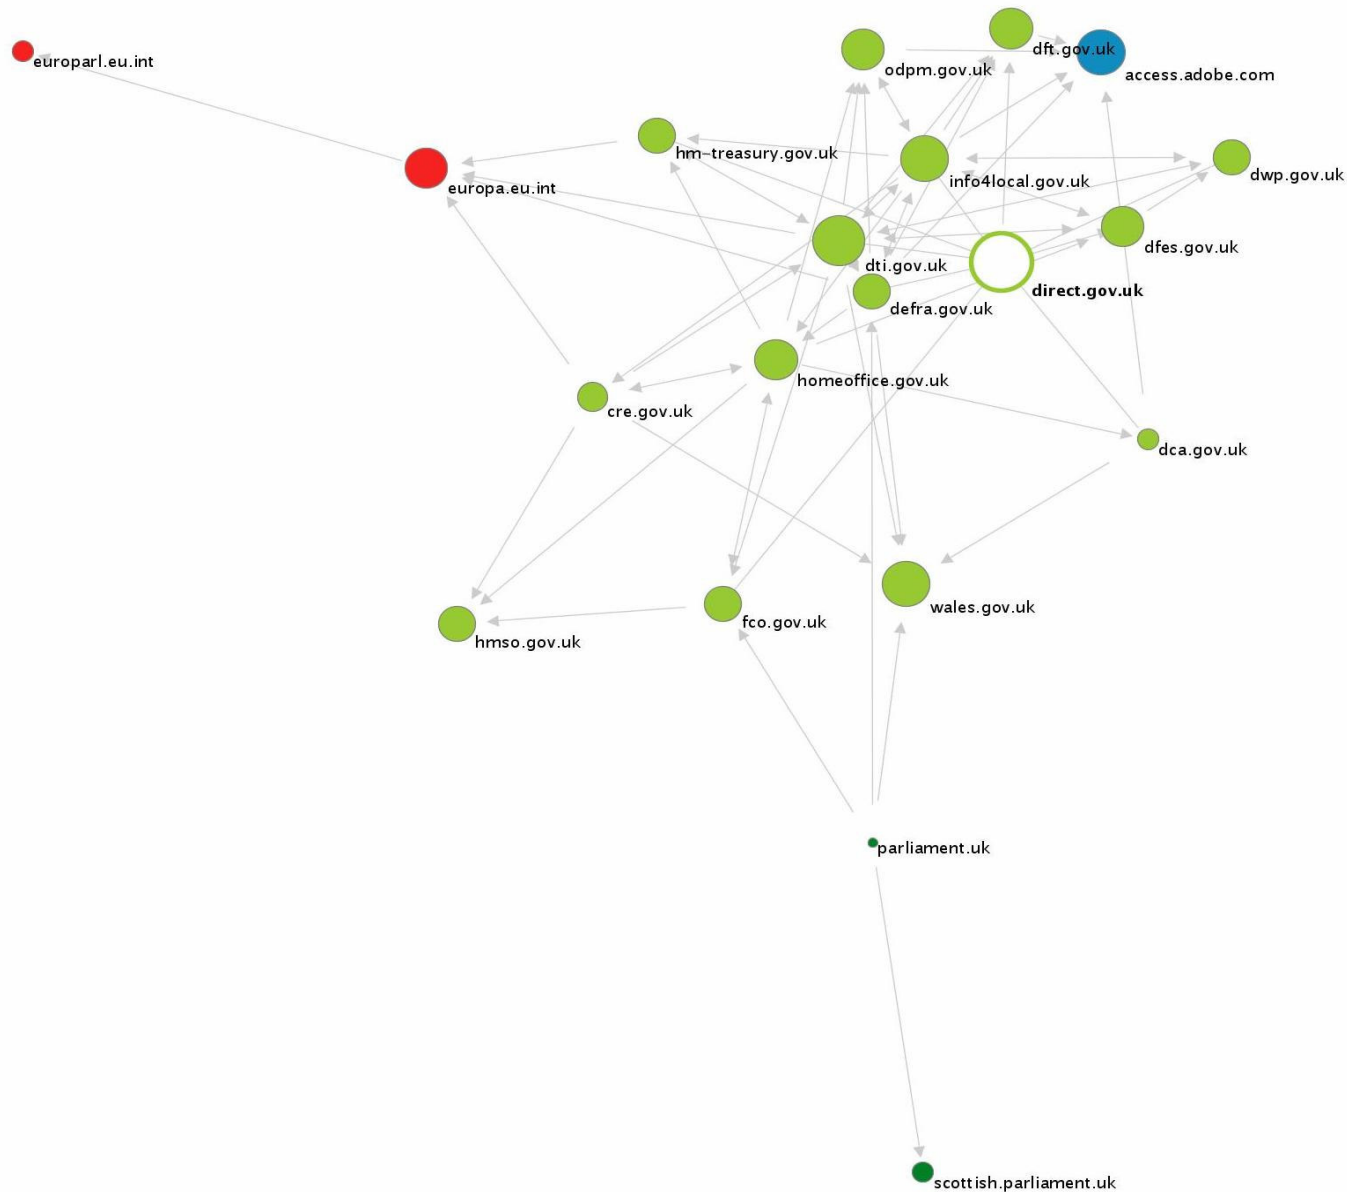 dft.gov.uk
europarl.eu.int
odpm.gov.uk
access.adobe.com
hm-treasury.gov.uk
dwp.gov.uk
info4local.gov.uk
europa.eu.int
dfes.gov.uk
dti.gov.uk
direct.gov.uk
defra.gov.uk
homeoffice.gov.uk
cre.gov.uk
dca.gov.uk
wales.gov.uk
fco.gov.uk
hmso.gov.uk
parliament.uk
scottish.parliament.uk